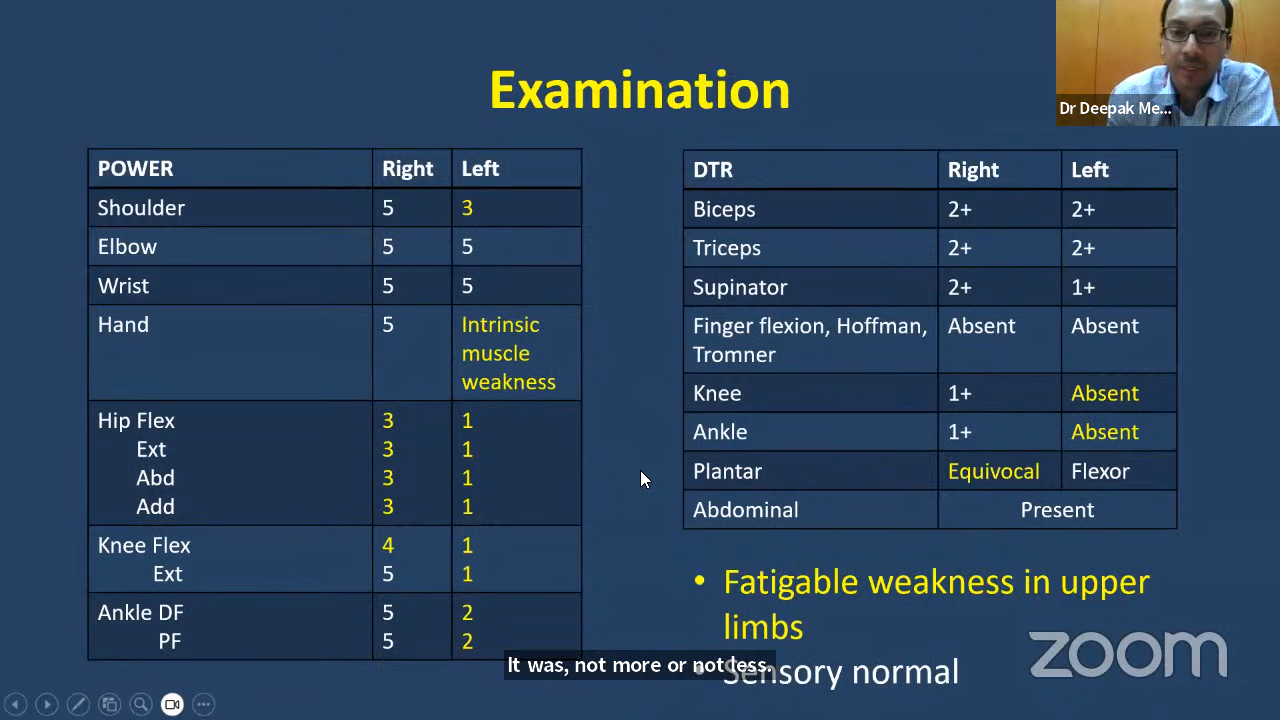 Examination
Dr Deepak Me...
POWER Right Left
Shoulder 5 3
Elbow 5 5
Wrist 5 5
Hand 5 Intrinsic
muscle
weakness
Hip Flex 3 1
Ext 3 1
Abd 3 1
Add 3 1
Knee Flex 4 1
Ext 5 1
Ankle DF 5 2
PF 5 2
DTR Right Left
Biceps 2+ 2+
Triceps 2+ 2+
Supinator 2+ 1+
Finger flexion, Hoffman, Absent Absent
Tromner
Knee 1+ Absent
Ankle 1+ Absent
Plantar Equivocal Flexor
Abdominal Present
• Fatigable weakness in upper
limbs
• Sensory normal
It was, not more or not less.
zoom